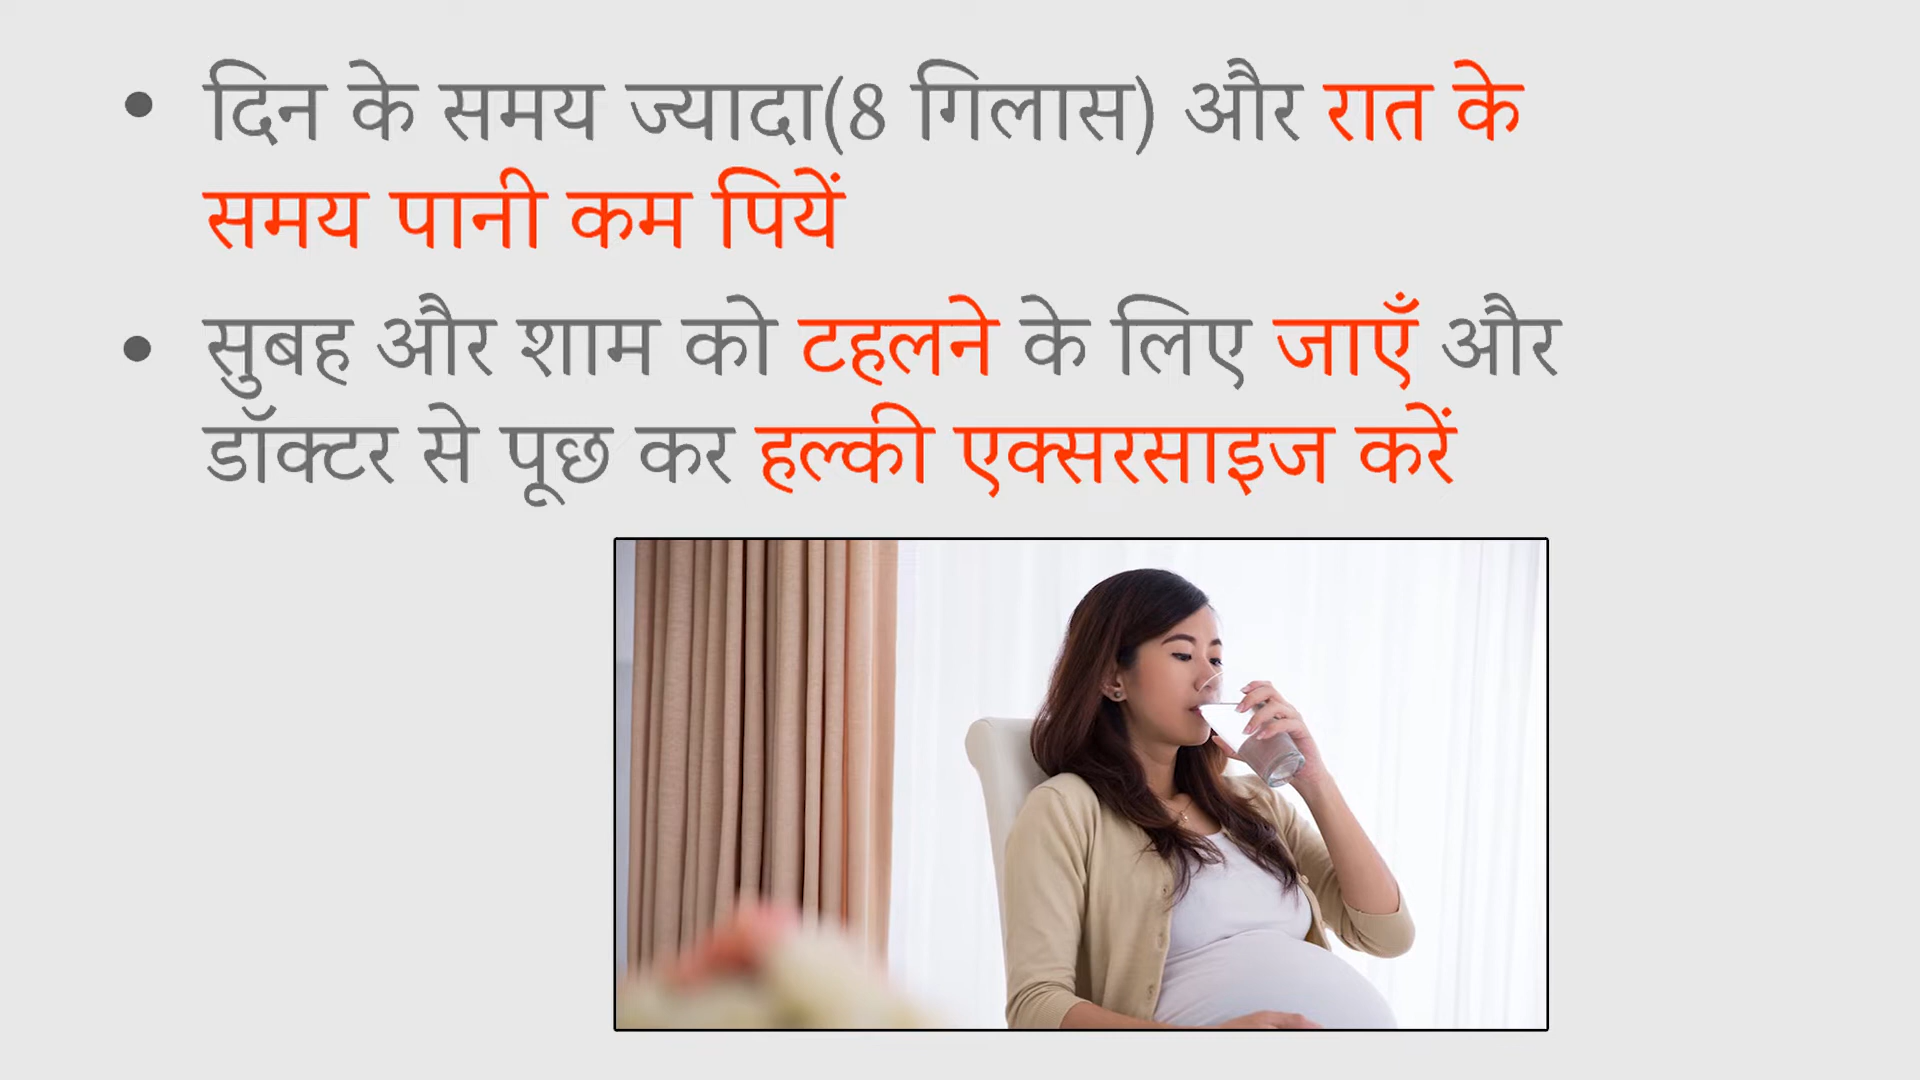 • दिन के समय ज्यादा(8 गिलास) और रात के
समय पानी कम पियें
• सुबह और शाम को टहलने के लिए जाएँ और
डॉक्टर से पूछ कर हल्की एक्सरसाइज करें